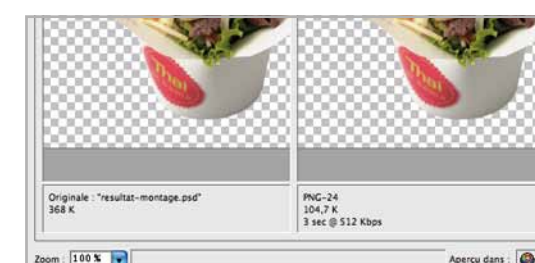 Thai
Thai
Originale : "resultat-montage.psd"
368 K
PNG-24
104,7 K
3 sec @ 512 Kbps
Zoom : 100 %
Aperçu dans :